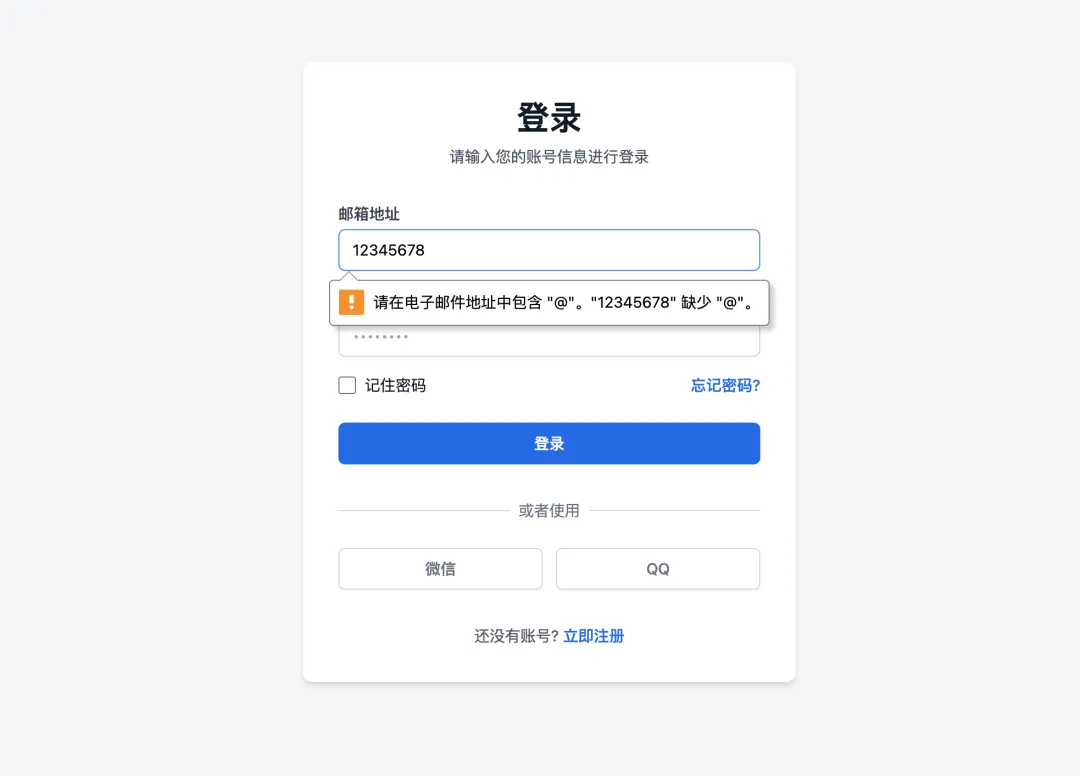 登录
请输入您的账号信息进行登录
邮箱地址
12345678
! 请在电子邮件地址中包含 "@"。"12345678" 缺少 "@"。
••••••••
记住密码 忘记密码?
登录
或者使用
微信 QQ
还没有账号? 立即注册